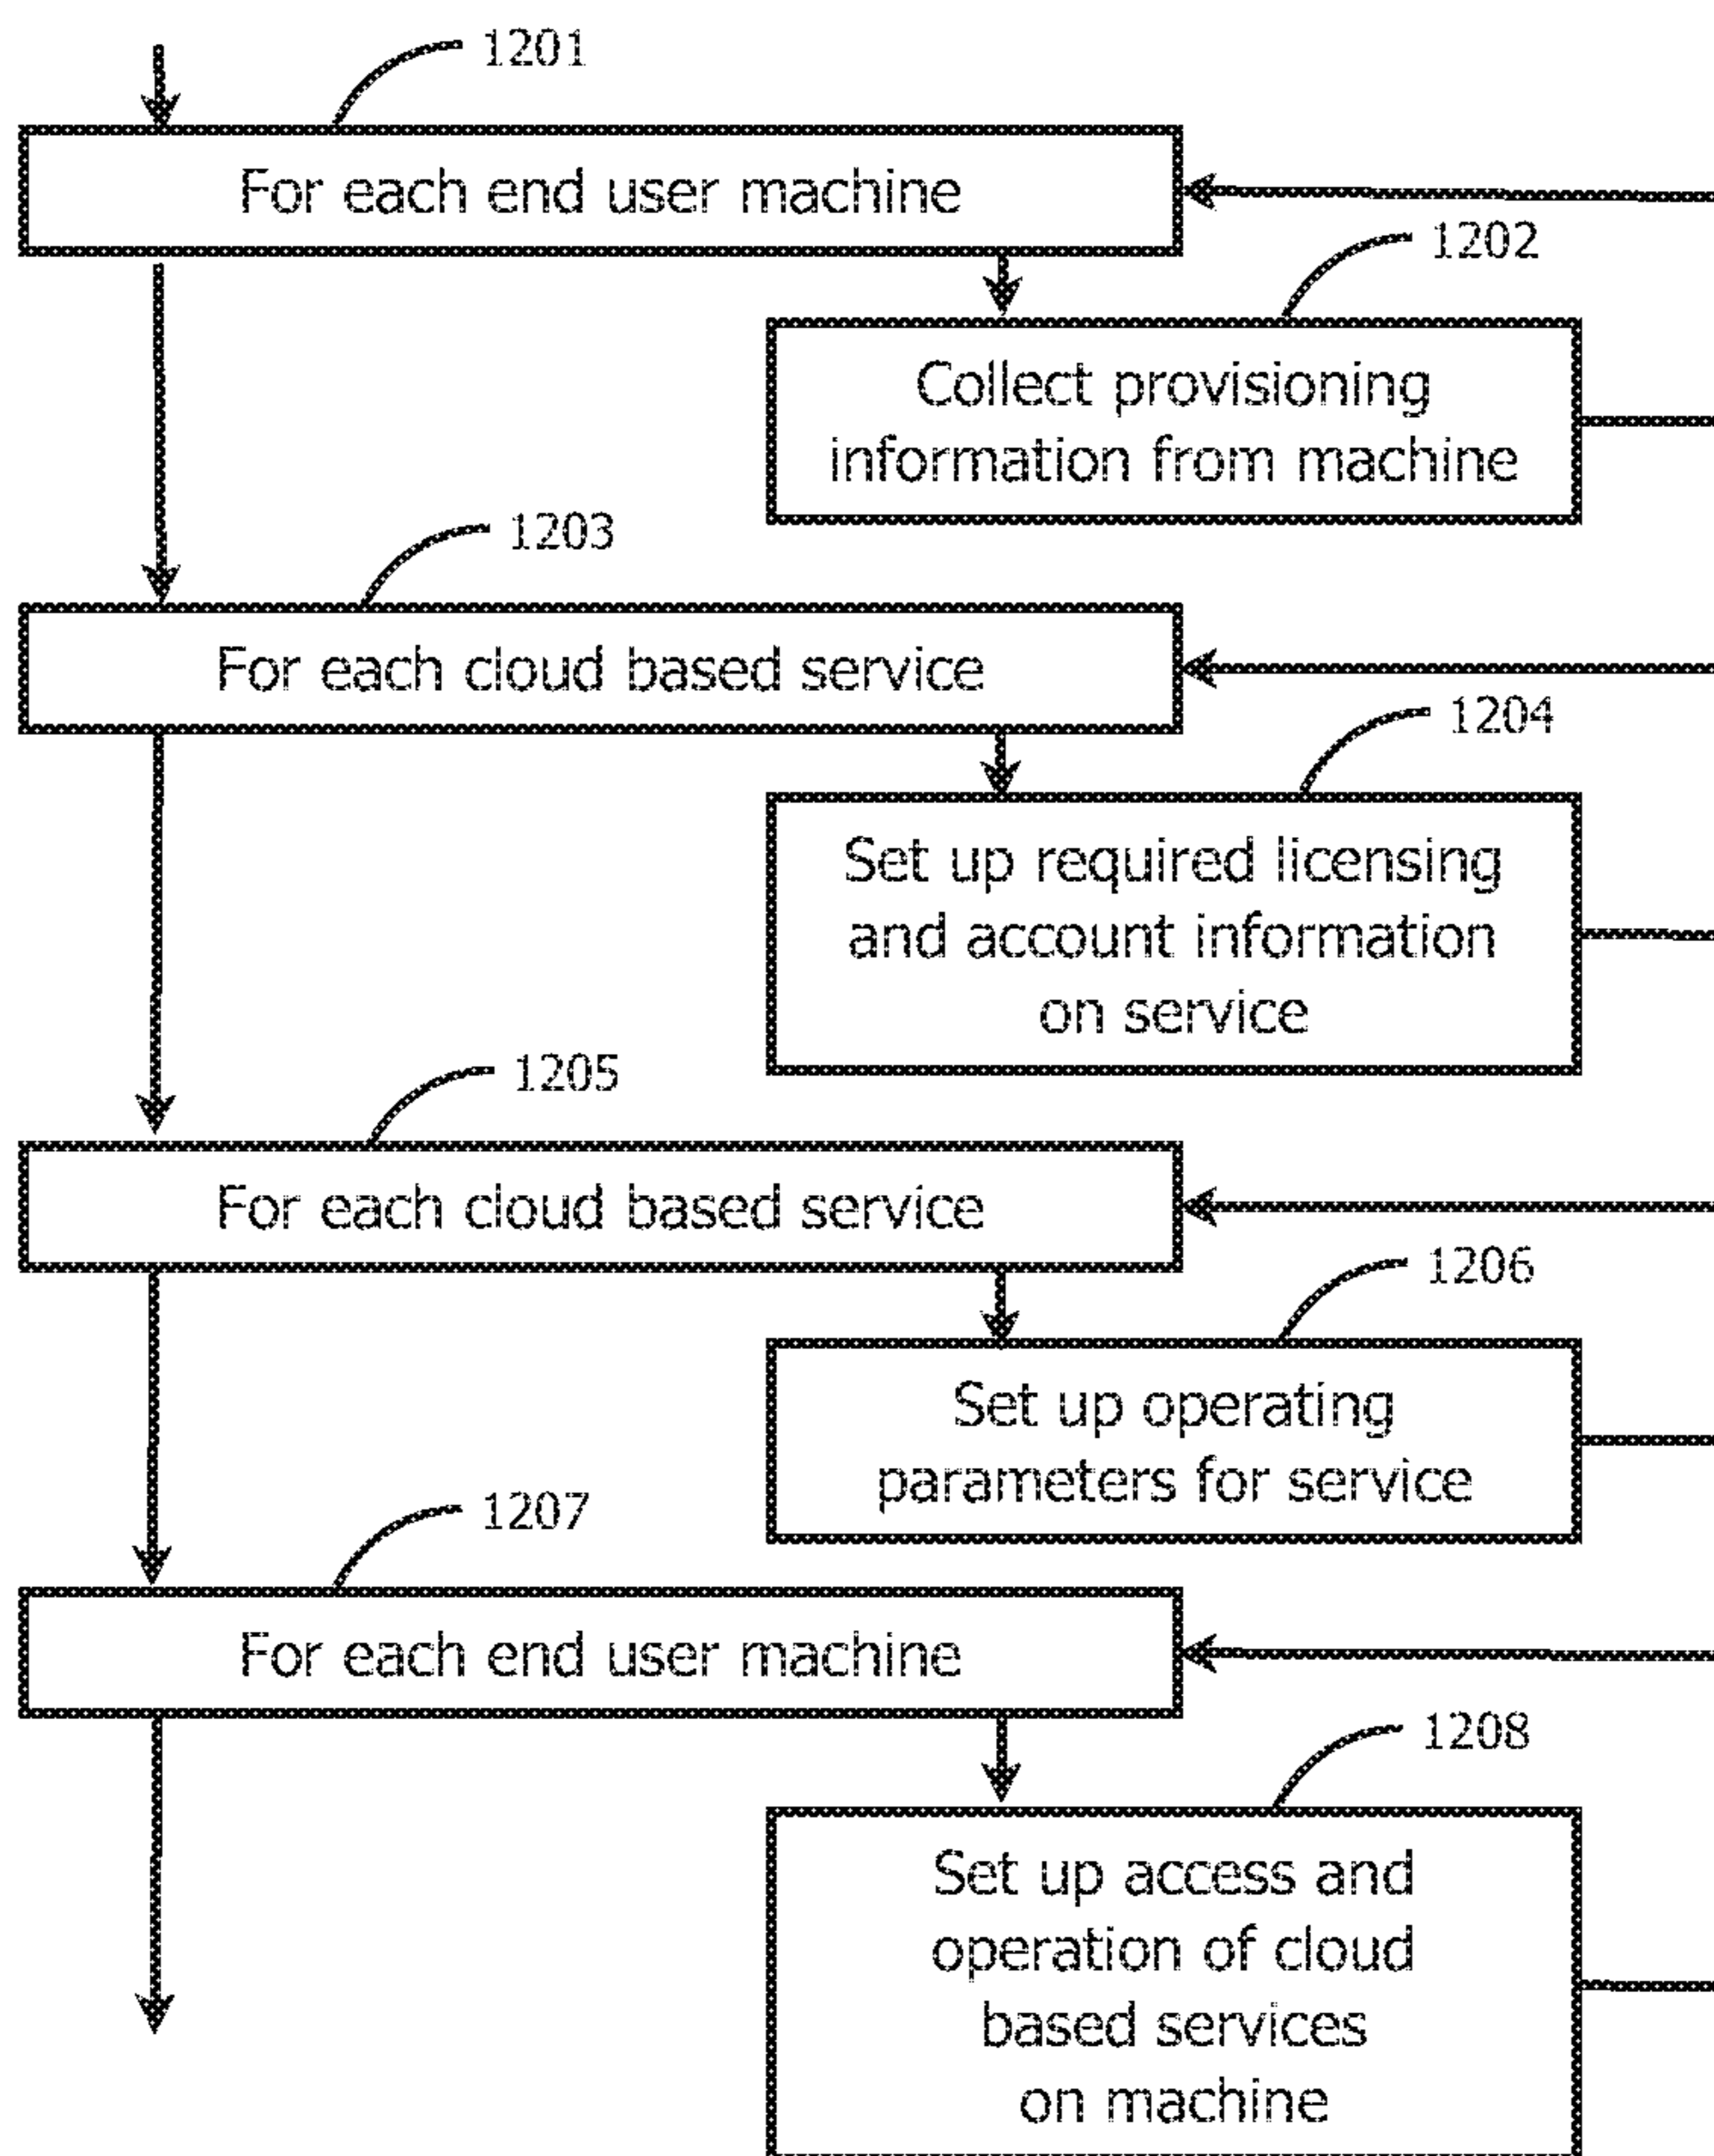 1201
For each end user machine
1202
Collect provisioning
information from machine
1203
For each cloud based service
1204
Set up required licensing
and account information
on service
1205
For each cloud based service
1206
Set up operating
parameters for service
1207
For each end user machine
1208
Set up access and
operation of cloud
based services
on machine